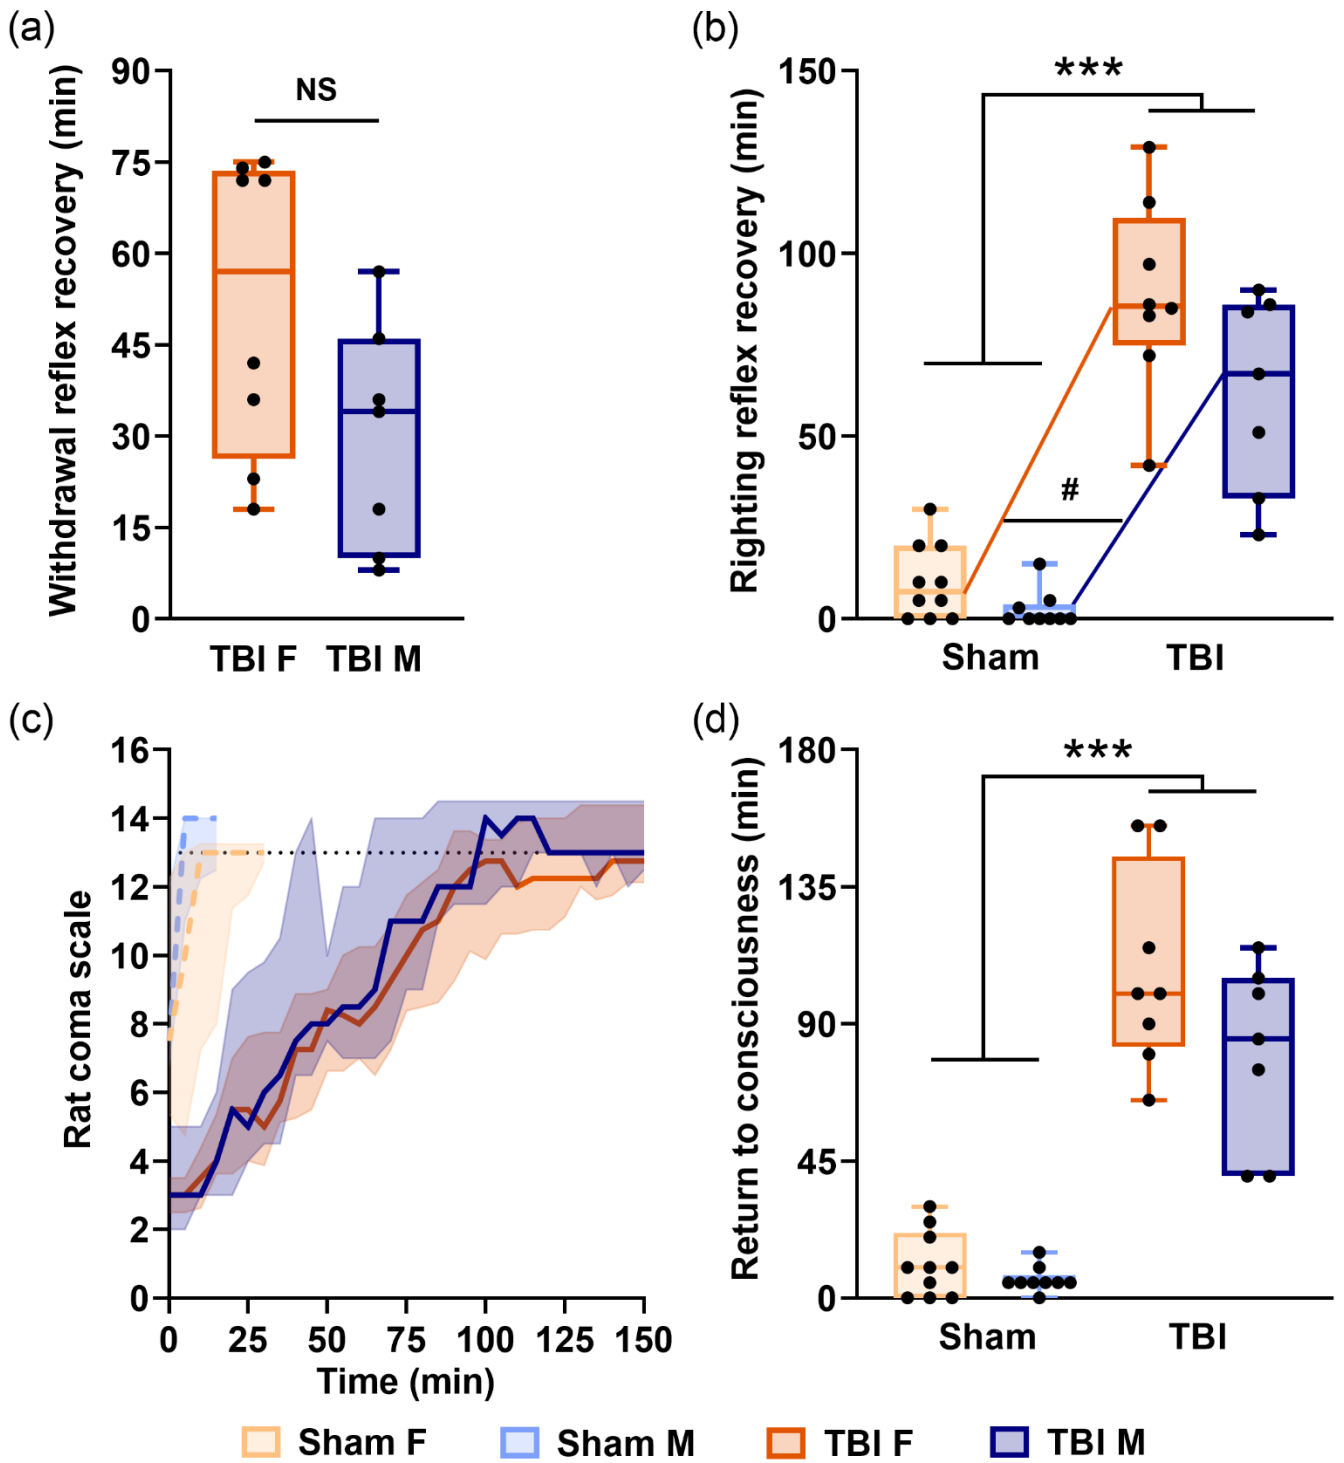 (a)
Withdrawal reflex recovery (min)
90
75
60
45
30
15
0
NS
TBI F TBI M
(b)
Righting reflex recovery (min)
150
100
50
0
***
#
Sham TBI
(c)
Rat coma scale
16
14
12
10
8
6
4
2
0
0 25 50 75 100 125 150
Time (min)
(d)
Return to consciousness (min)
180
135
90
45
0
***
Sham TBI
Sham F Sham M TBI F TBI M